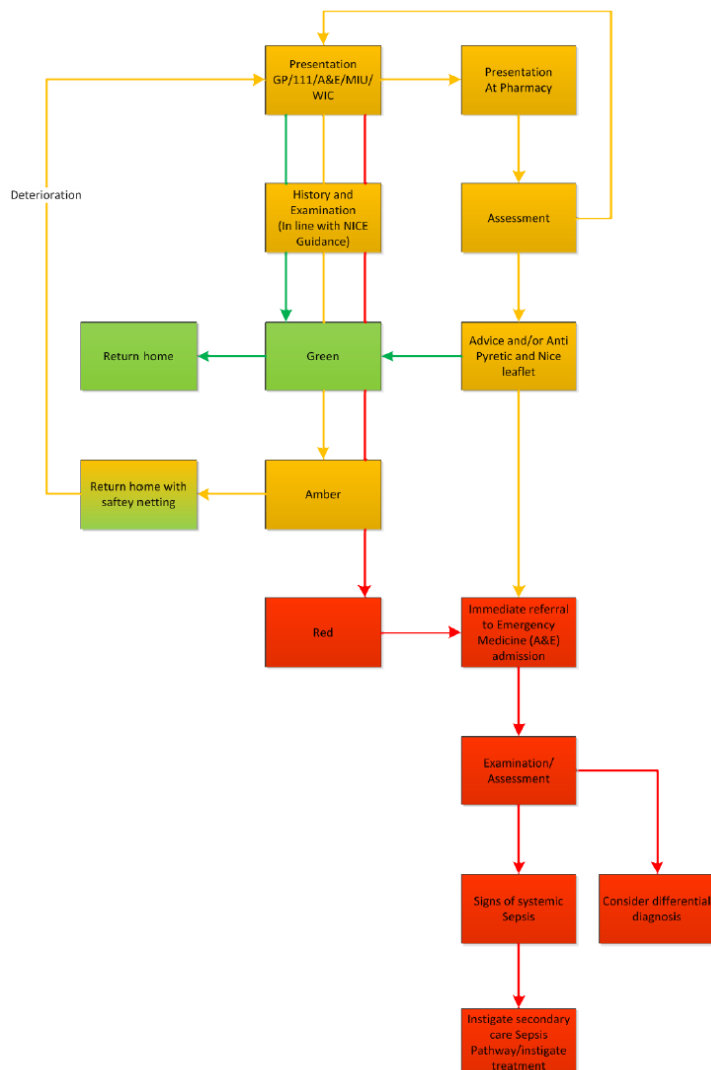 Presentation
GP/111/A&E/MIU/
WIC
Presentation
At Pharmacy
Deterioration
History and
Examination
(In line with NICE
Guidance)
Assessment
Return home
Green
Advice and/or Anti
Pyretic and Nice
leaflet
Return home with
saftey netting
Amber
Red
Immediate referral
to Emergency
Medicine (A&E)
admission
Examination/
Assessment
Signs of systemic
Sepsis
Consider differential
diagnosis
Instigate secondary
care Sepsis
Pathway/instigate
treatment